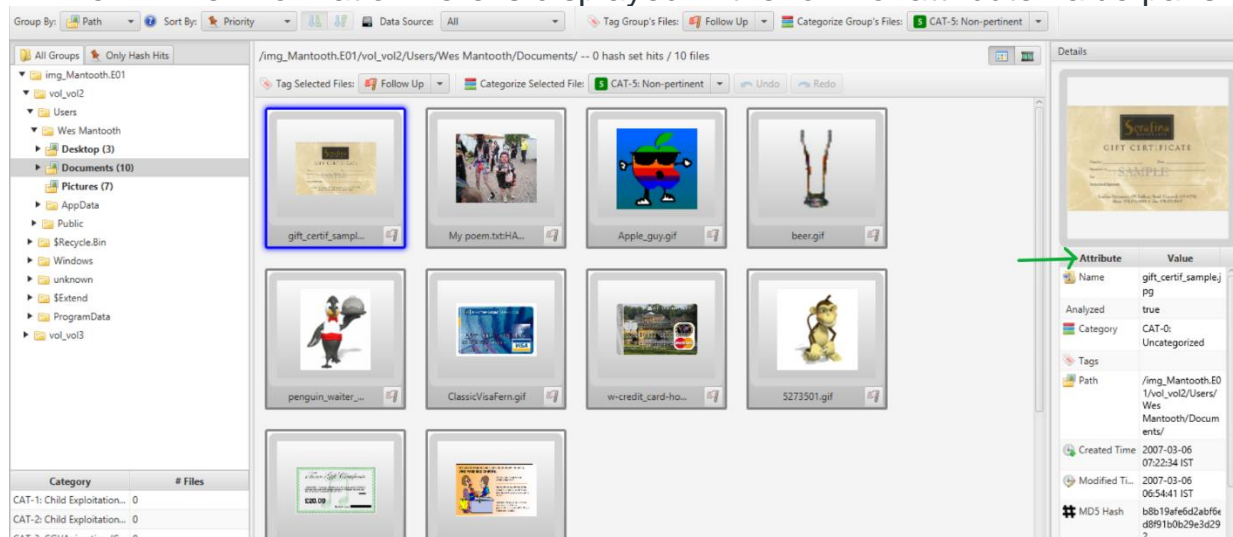 Group By: Path Sort By: Priority Data Source: All Tag Group's Files: Follow Up Categorize Group's Files: 5 CAT-5: Non-pertinent
All Groups Only Hash Hits
img_Mantooth.E01
vol_vol2
Users
Wes Mantooth
Desktop (3)
Documents (10)
Pictures (7)
AppData
Public
$Recycle.Bin
Windows
unknown
$Extend
ProgramData
vol_vol3
Category # Files
CAT-1: Child Exploitation... 0
CAT-2: Child Exploitation... 0
/img_Mantooth.E01/vol_vol2/Users/Wes Mantooth/Documents/ -- 0 hash set hits / 10 files
Tag Selected Files: Follow Up Categorize Selected File: 5 CAT-5: Non-pertinent Undo Redo
gift_certif_sampl... My poem.txt:HA... Apple_guy.gif beer.gif
penguin_waiter_... ClassicVisaFern.gif w-credit_card-ho... 5273501.gif
£20.00
Details
Serafina
GIFT CERTIFICATE
SAMPLE
Attribute Value
Name gift_certif_sample.j
pg
Analyzed true
Category CAT-0:
Uncategorized
Tags
Path /img_Mantooth.E0
1/vol_vol2/Users/
Wes
Mantooth/Docum
ents/
Created Time 2007-03-06
07:22:34 IST
Modified Ti... 2007-03-06
06:54:41 IST
MD5 Hash b8b19afe6d2abf6e
d8f91b0b29e3d29